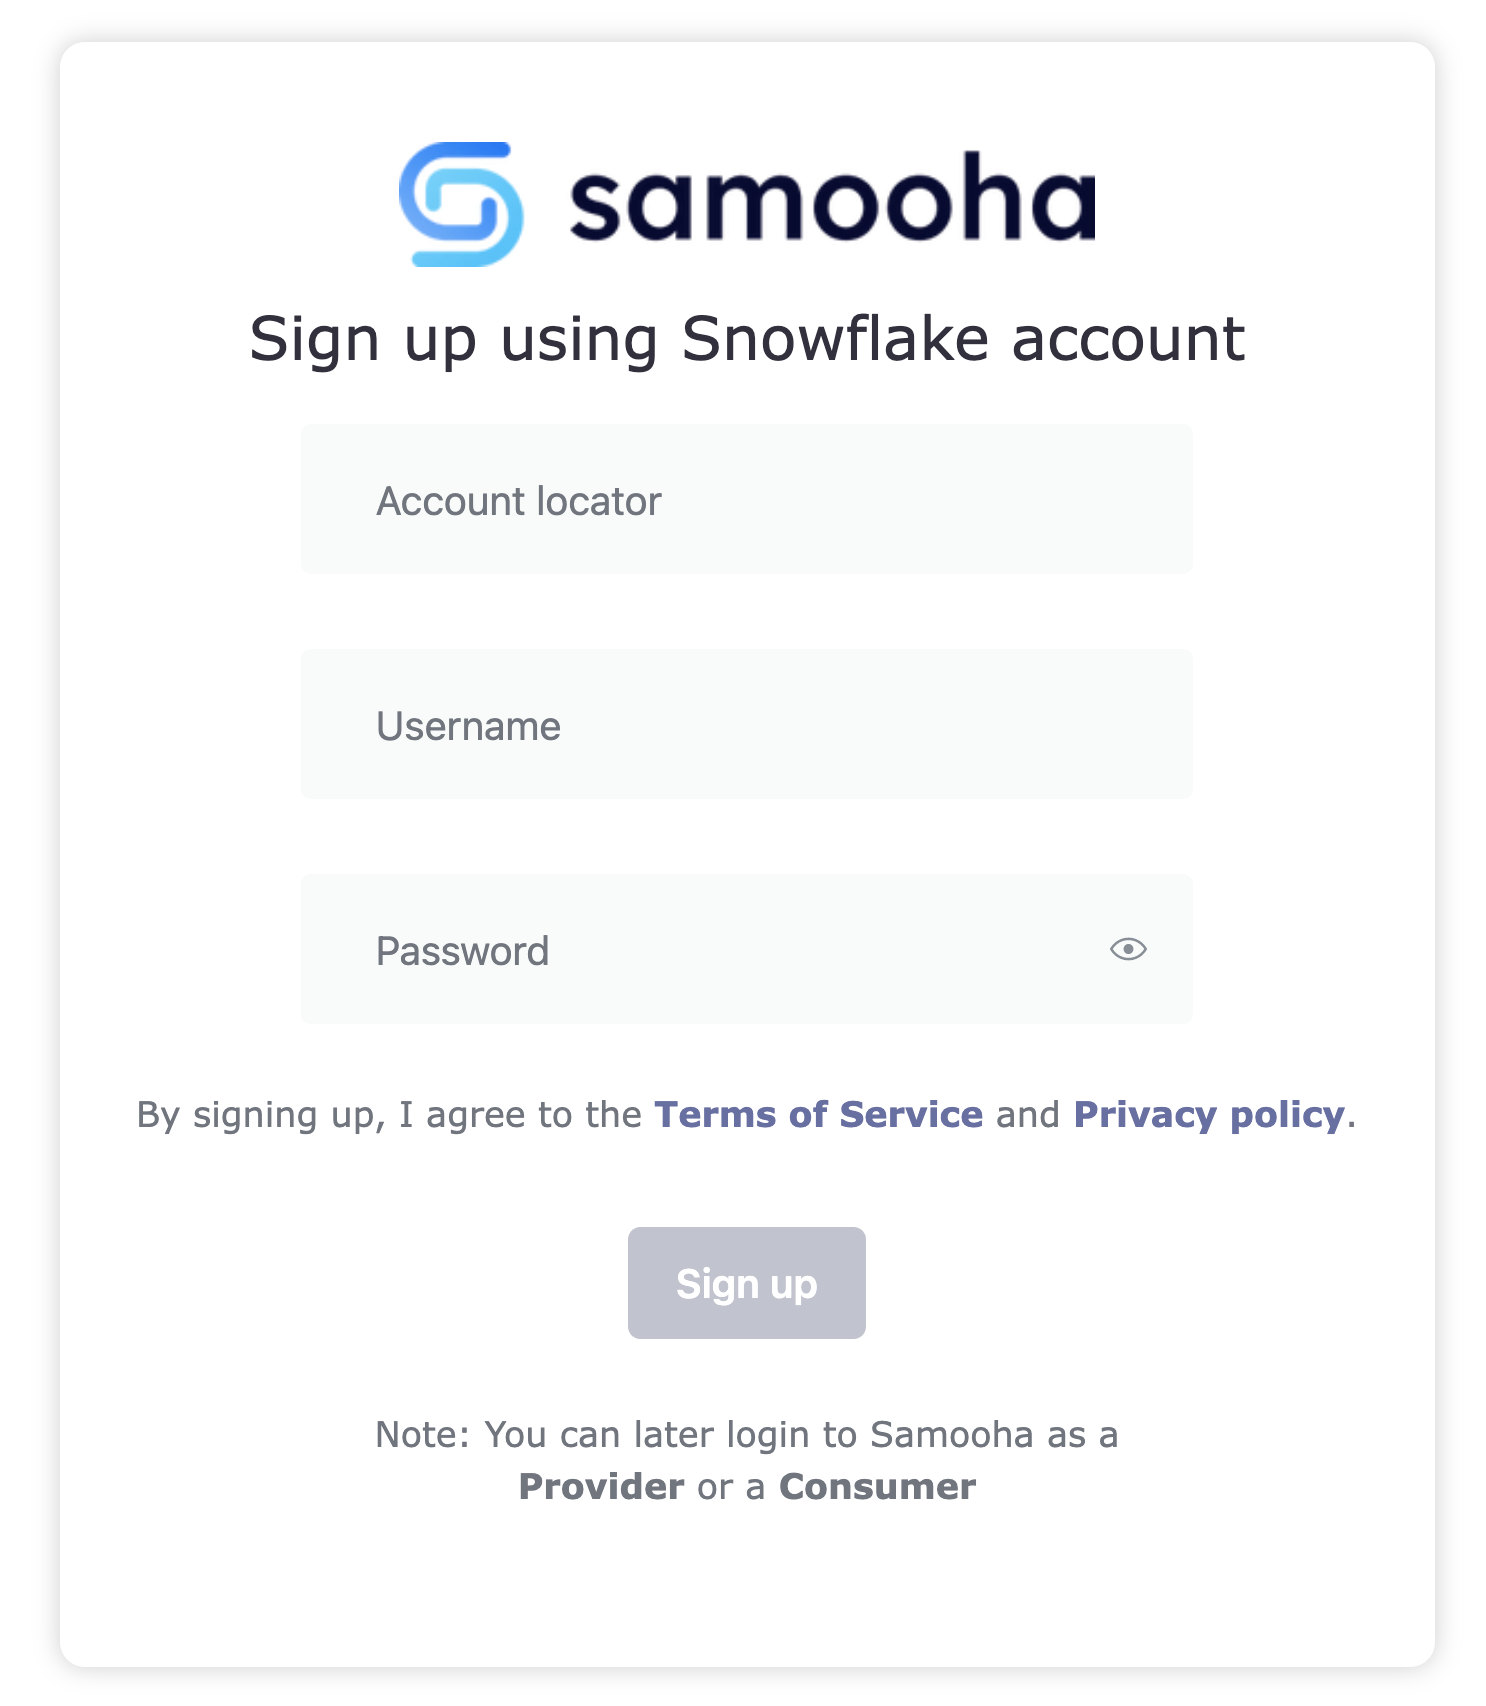 samooha
Sign up using Snowflake account
Account locator
Username
Password
By signing up, I agree to the Terms of Service and Privacy policy.
Sign up
Note: You can later login to Samooha as a
Provider or a Consumer